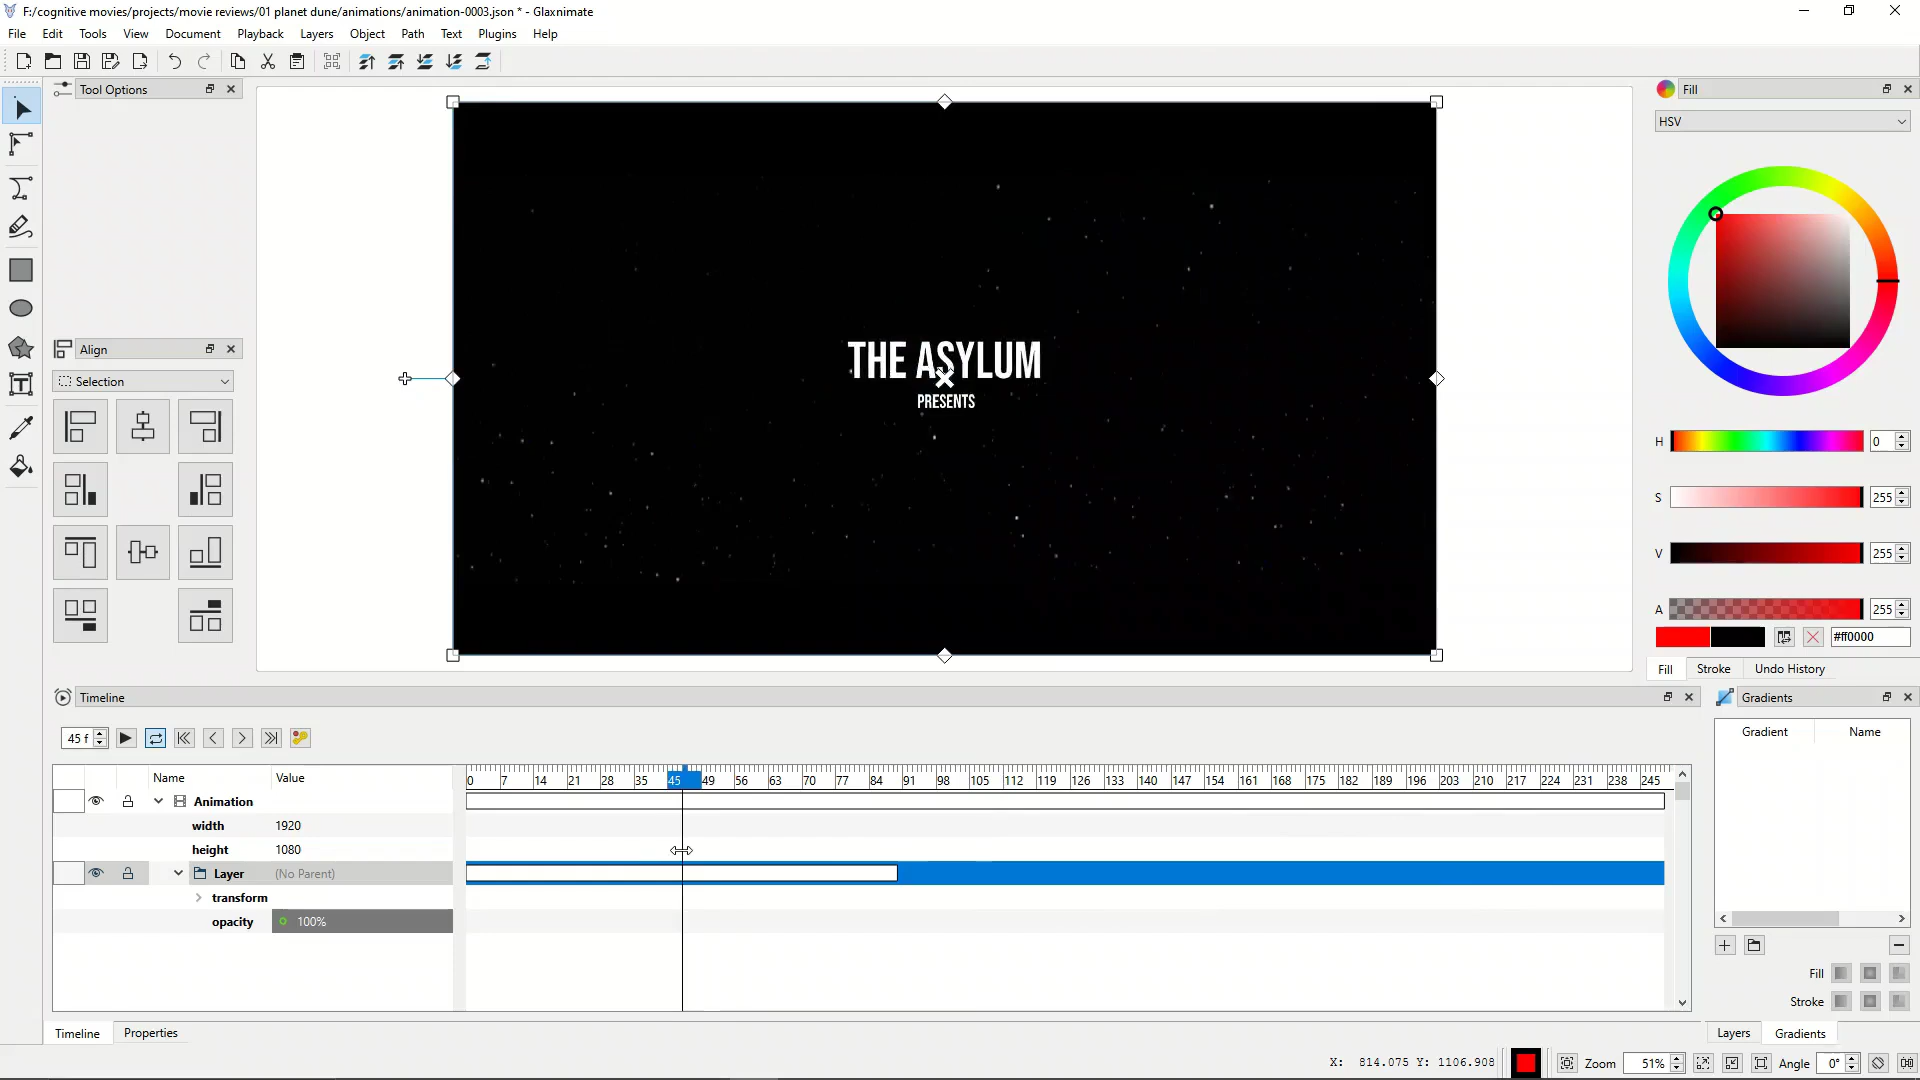 F:/cognitive movies/projects/movie reviews/01 planet dune/animations/animation-0003.json * - Glaxnimate
File Edit Tools View Document Playback Layers Object Path Text Plugins Help
Tool Options
Fill
HSV
THE ASYLUM
PRESENTS
Align
Selection
H 0
S 255
V 255
A 255
#ff0000
Fill Stroke Undo History
Timeline
Gradients
45 f
Gradient Name
Name Value
0 7 14 21 28 35 45 49 56 63 70 77 84 91 98 105 112 119 126 133 140 147 154 161 168 175 182 189 196 203 210 217 224 231 238 245
Animation
width 1920
height 1080
Layer (No Parent)
transform
opacity 100%
Fill
Stroke
Timeline Properties
Layers Gradients
X: 814.075 Y: 1106.908 Zoom 51% Angle 0°